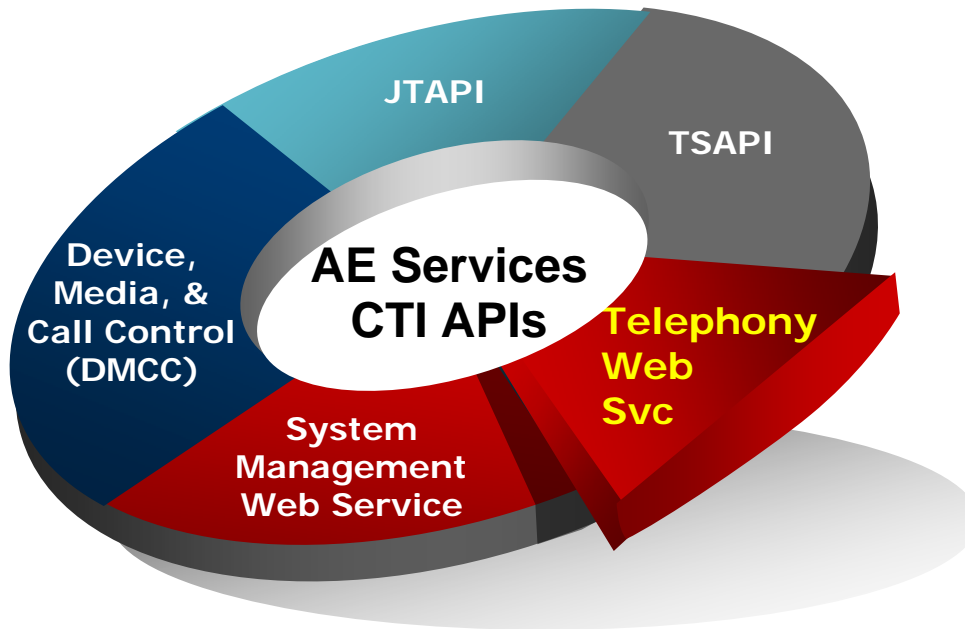 JTAPI
TSAPI
Device,
Media, &
Call Control
(DMCC)
AE Services
CTI APIs
Telephony
Web
Svc
System
Management
Web Service